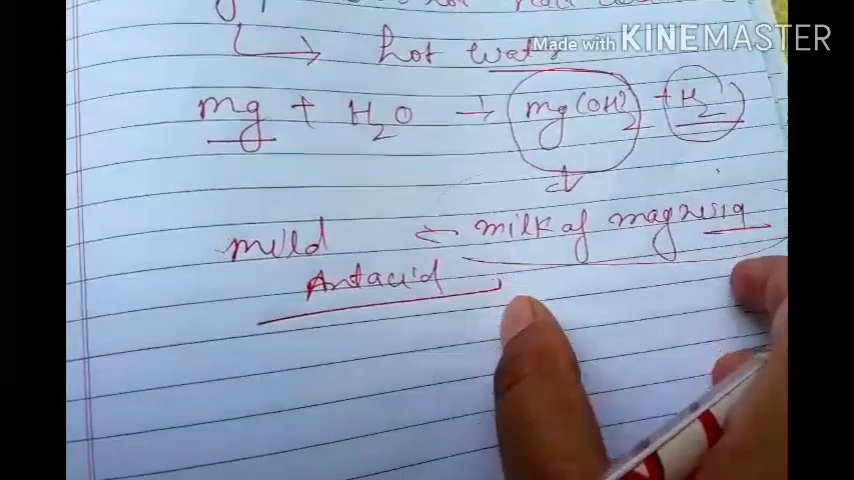 hot water
Made with KINEMASTER
mg + H2O → mg(OH)2 + H2
mild ← milk of magnesia
Antacid